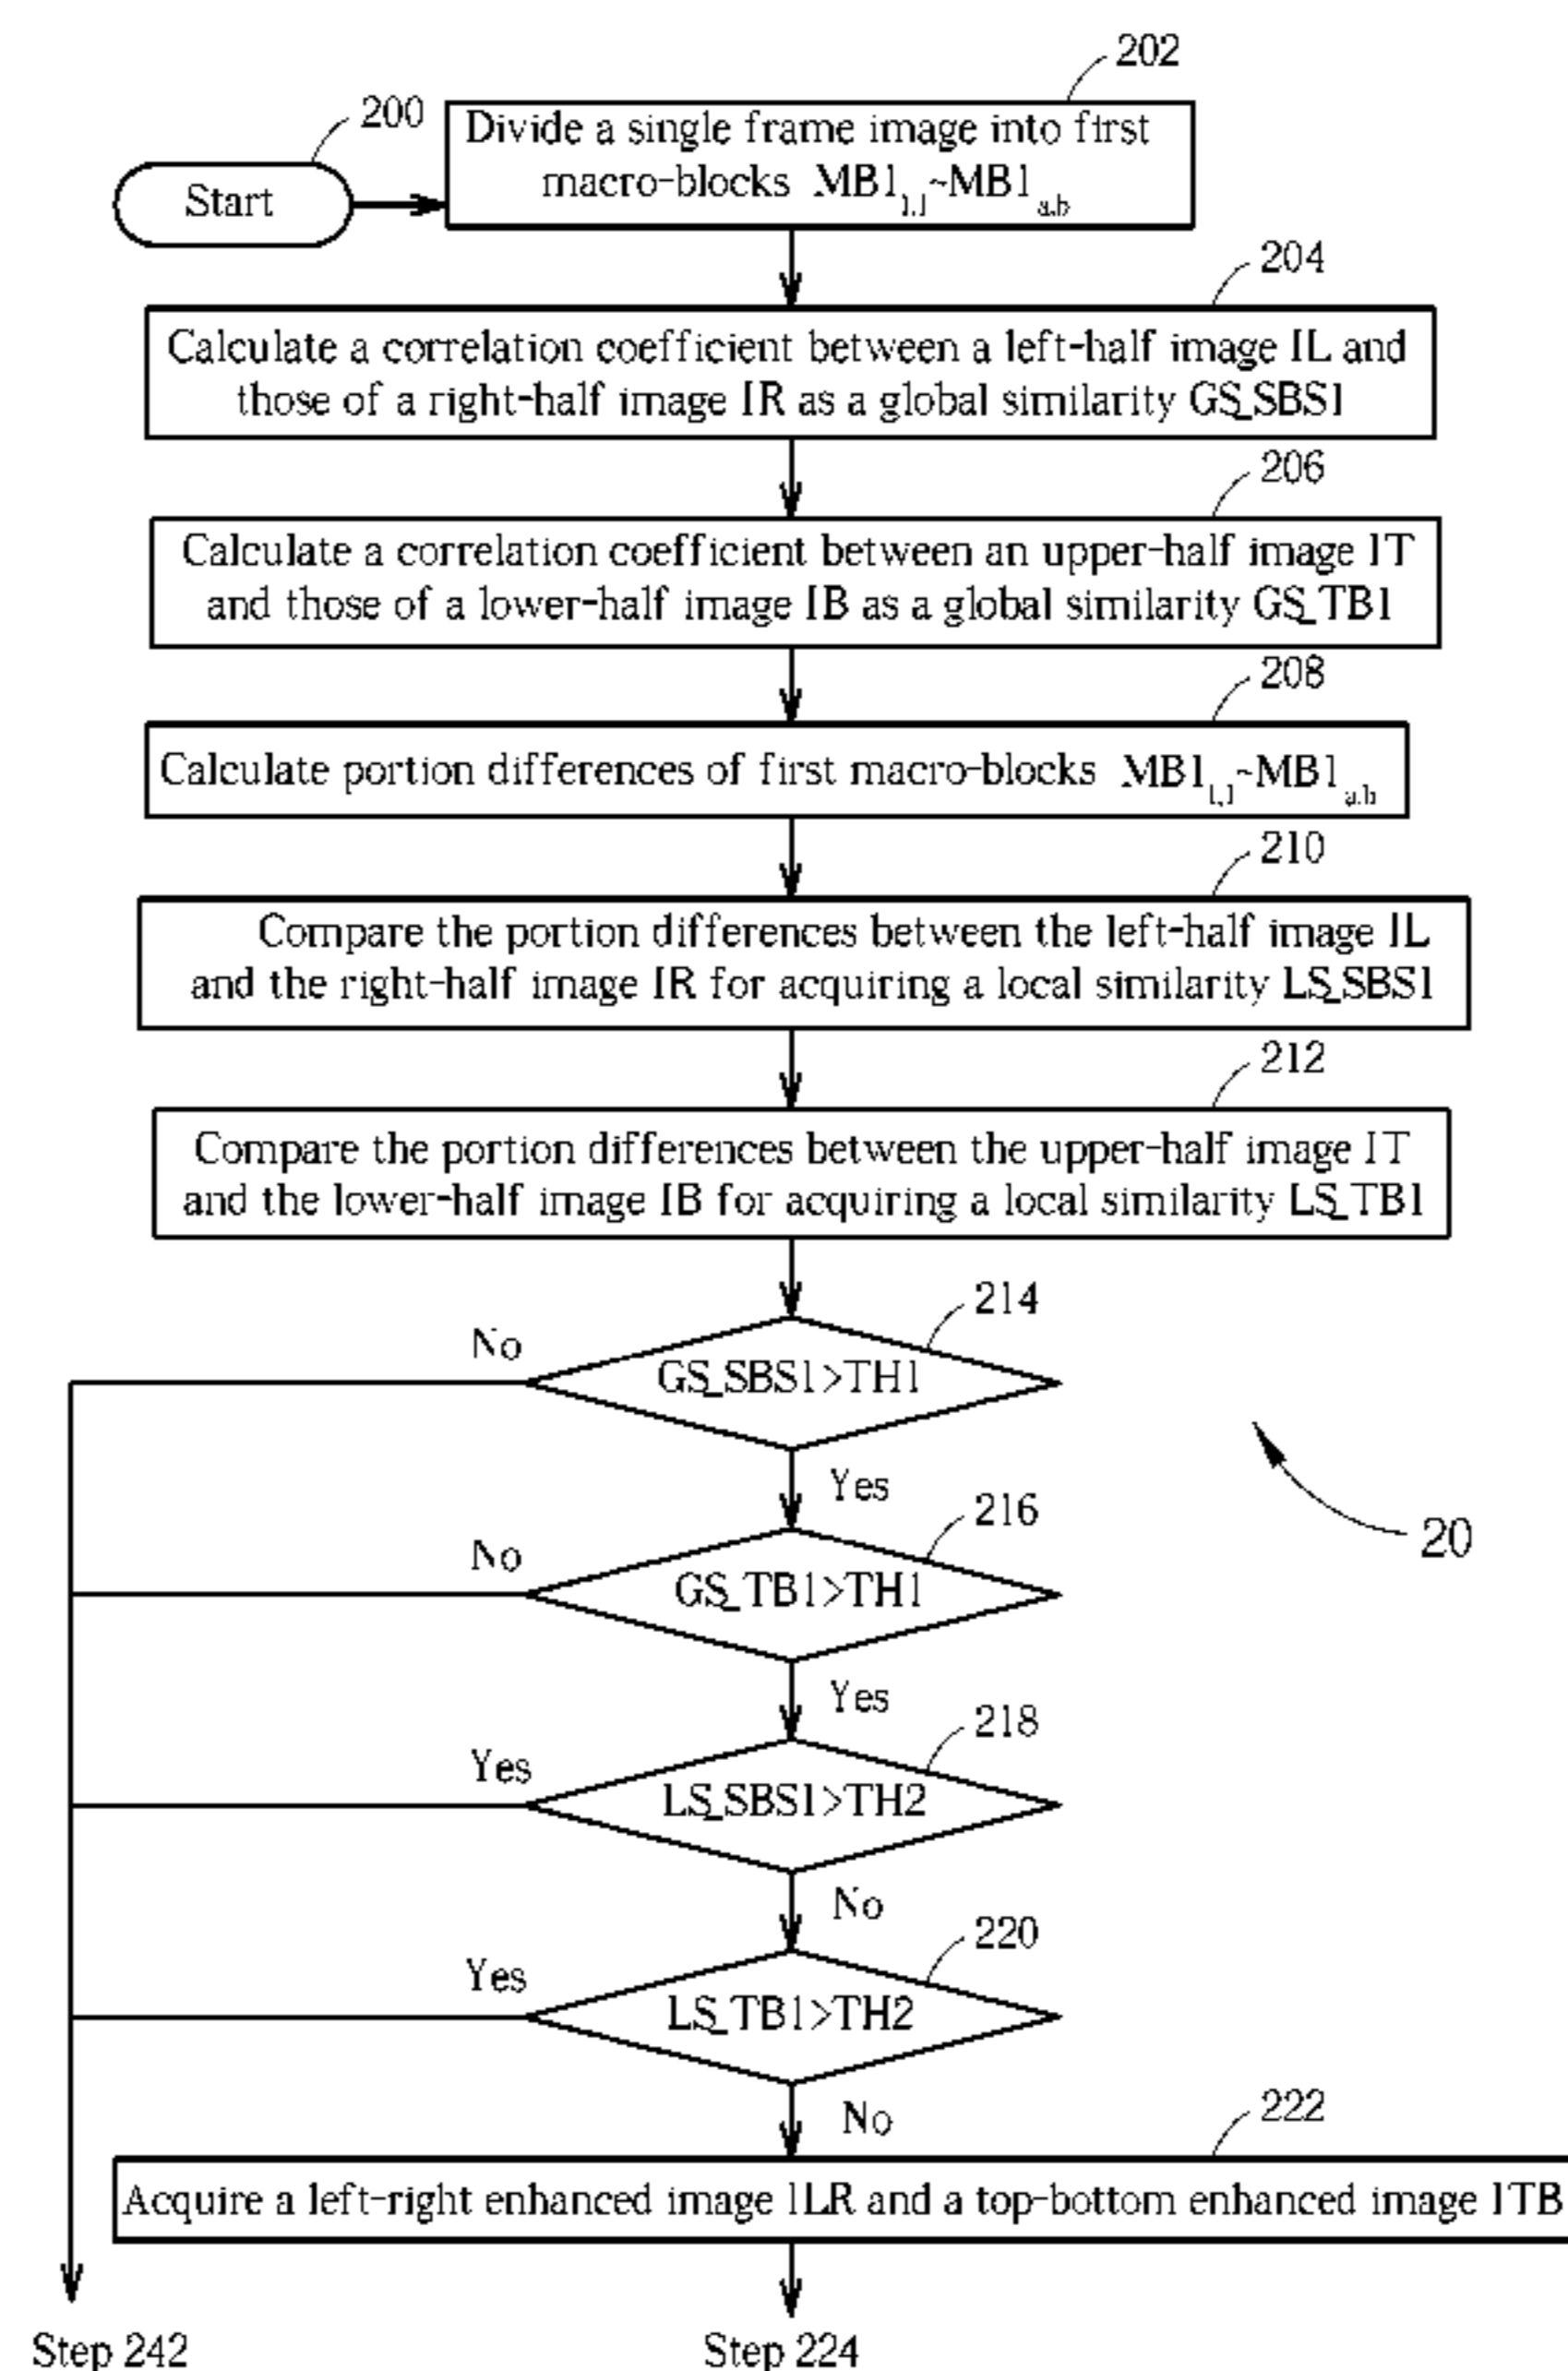 202
200
Divide a single frame image into first
macro-blocks MB1₁,₁~MB1ₐ,b
Start
204
Calculate a correlation coefficient between a left-half image IL and
those of a right-half image IR as a global similarity GS_SBS1
206
Calculate a correlation coefficient between an upper-half image IT
and those of a lower-half image IB as a global similarity GS_TB1
208
Calculate portion differences of first macro-blocks MB1₁,₁~MB1ₐ,b
210
Compare the portion differences between the left-half image IL
and the right-half image IR for acquiring a local similarity LS_SBS1
212
Compare the portion differences between the upper-half image IT
and the lower-half image IB for acquiring a local similarity LS_TB1
214
No
GS_SBS1>TH1
Yes
216
20
No
GS_TB1>TH1
Yes
218
Yes
LS_SBS1>TH2
No
220
Yes
LS_TB1>TH2
No
222
Acquire a left-right enhanced image ILR and a top-bottom enhanced image ITB
Step 242
Step 224